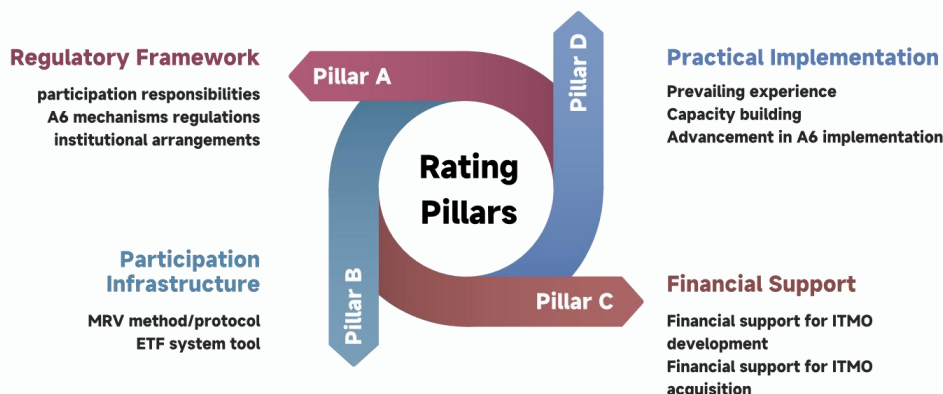 Regulatory Framework
participation responsibilities
A6 mechanisms regulations
institutional arrangements
Pillar A
Pillar D
Practical Implementation
Prevailing experience
Capacity building
Advancement in A6 implementation
Rating
Pillars
Participation
Infrastructure
MRV method/protocol
ETF system tool
Pillar B
Pillar C
Financial Support
Financial support for ITMO
development
Financial support for ITMO
acquisition